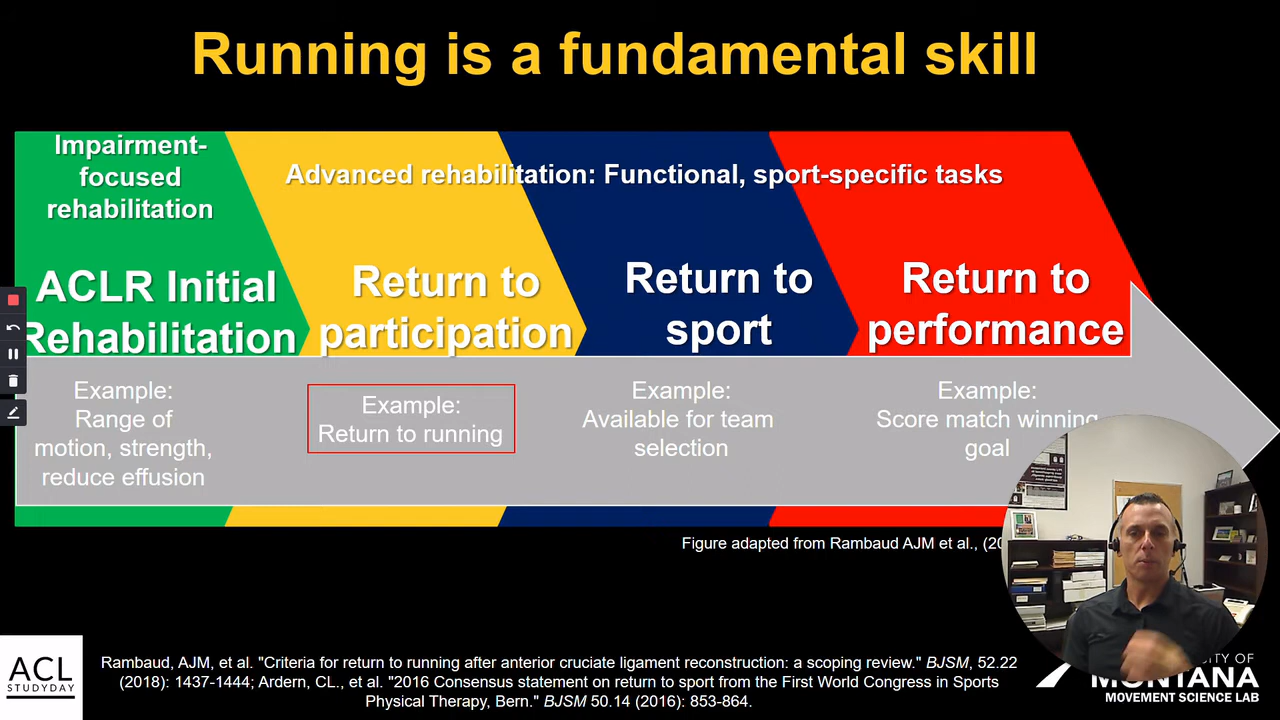 Running is a fundamental skill
Impairment-
focused
rehabilitation
Advanced rehabilitation: Functional, sport-specific tasks
ACLR Initial
Rehabilitation
Return to
participation
Return to
sport
Return to
performance
Example:
Range of
motion, strength,
reduce effusion
Example:
Return to running
Example:
Available for team
selection
Example:
Score match winning
goal
Figure adapted from Rambaud AJM et al.,
ACL
STUDYDAY
Rambaud, AJM, et al. "Criteria for return to running after anterior cruciate ligament reconstruction: a scoping review." BJSM, 52.22
(2018): 1437-1444; Ardern, CL., et al. "2016 Consensus statement on return to sport from the First World Congress in Sports
Physical Therapy, Bern." BJSM 50.14 (2016): 853-864.
OF
MONTANA
MOVEMENT SCIENCE LAB